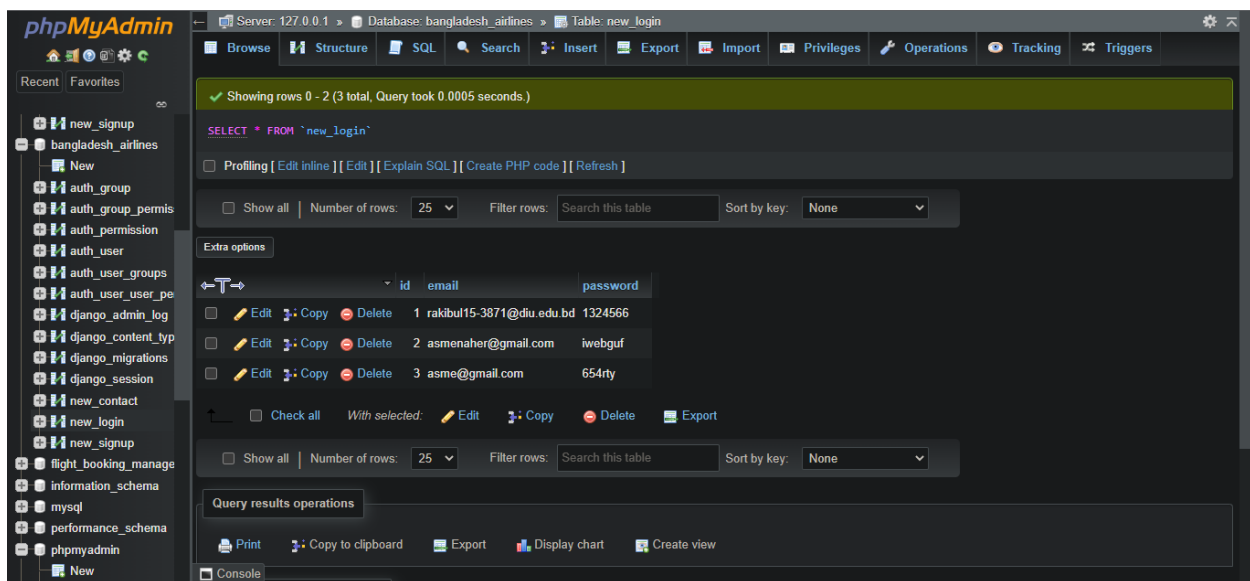 phpMyAdmin
Recent Favorites
new_signup
bangladesh_airlines
New
auth_group
auth_group_permis
auth_permission
auth_user
auth_user_groups
auth_user_user_pe
django_admin_log
django_content_typ
django_migrations
django_session
new_contact
new_login
new_signup
flight_booking_manage
information_schema
mysql
performance_schema
phpmyadmin
New
Server: 127.0.0.1 » Database: bangladesh_airlines » Table: new_login
Browse Structure SQL Search Insert Export Import Privileges Operations Tracking Triggers
Showing rows 0 - 2 (3 total, Query took 0.0005 seconds.)
SELECT * FROM `new_login`
Profiling [ Edit inline ] [ Edit ] [ Explain SQL ] [ Create PHP code ] [ Refresh ]
Show all | Number of rows: 25 Filter rows: Search this table Sort by key: None
Extra options
id email password
Edit Copy Delete 1 rakibul15-3871@diu.edu.bd 1324566
Edit Copy Delete 2 asmenaher@gmail.com iwebguf
Edit Copy Delete 3 asme@gmail.com 654rty
Check all With selected: Edit Copy Delete Export
Show all | Number of rows: 25 Filter rows: Search this table Sort by key: None
Query results operations
Print Copy to clipboard Export Display chart Create view
Console